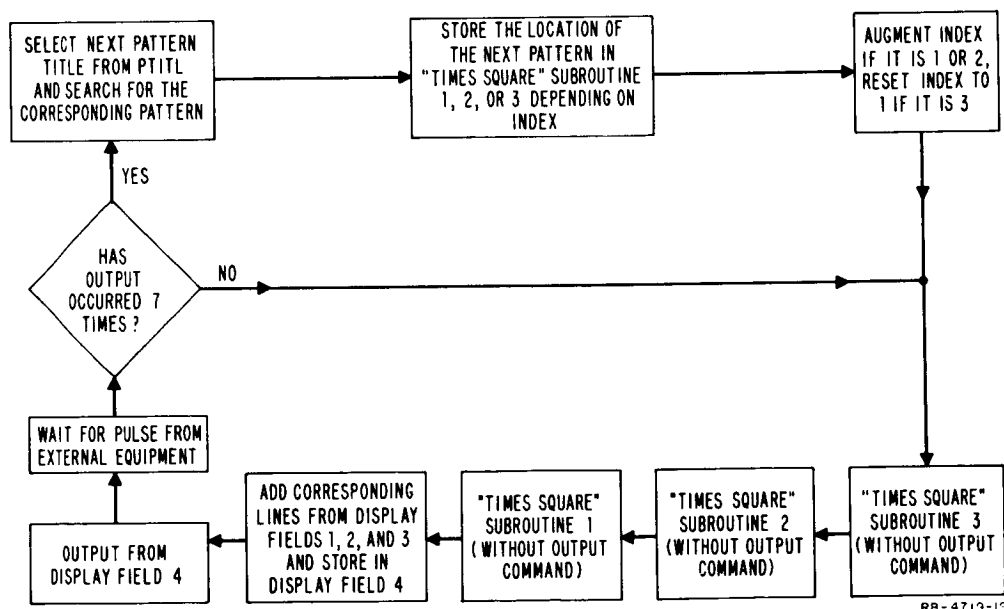 SELECT NEXT PATTERN
TITLE FROM PTITL
AND SEARCH FOR THE
CORRESPONDING PATTERN
STORE THE LOCATION OF
THE NEXT PATTERN IN
"TIMES SQUARE" SUBROUTINE
1, 2, OR 3 DEPENDING ON
INDEX
AUGMENT INDEX
IF IT IS 1 OR 2,
RESET INDEX TO
1 IF IT IS 3
YES
HAS
OUTPUT
OCCURRED 7
TIMES?
NO
WAIT FOR PULSE FROM
EXTERNAL EQUIPMENT
OUTPUT FROM
DISPLAY FIELD 4
ADD CORRESPONDING
LINES FROM DISPLAY
FIELDS 1, 2, AND 3
AND STORE IN
DISPLAY FIELD 4
"TIMES SQUARE"
SUBROUTINE 1
(WITHOUT OUTPUT
COMMAND)
"TIMES SQUARE"
SUBROUTINE 2
(WITHOUT OUTPUT
COMMAND)
"TIMES SQUARE"
SUBROUTINE 3
(WITHOUT OUTPUT
COMMAND)